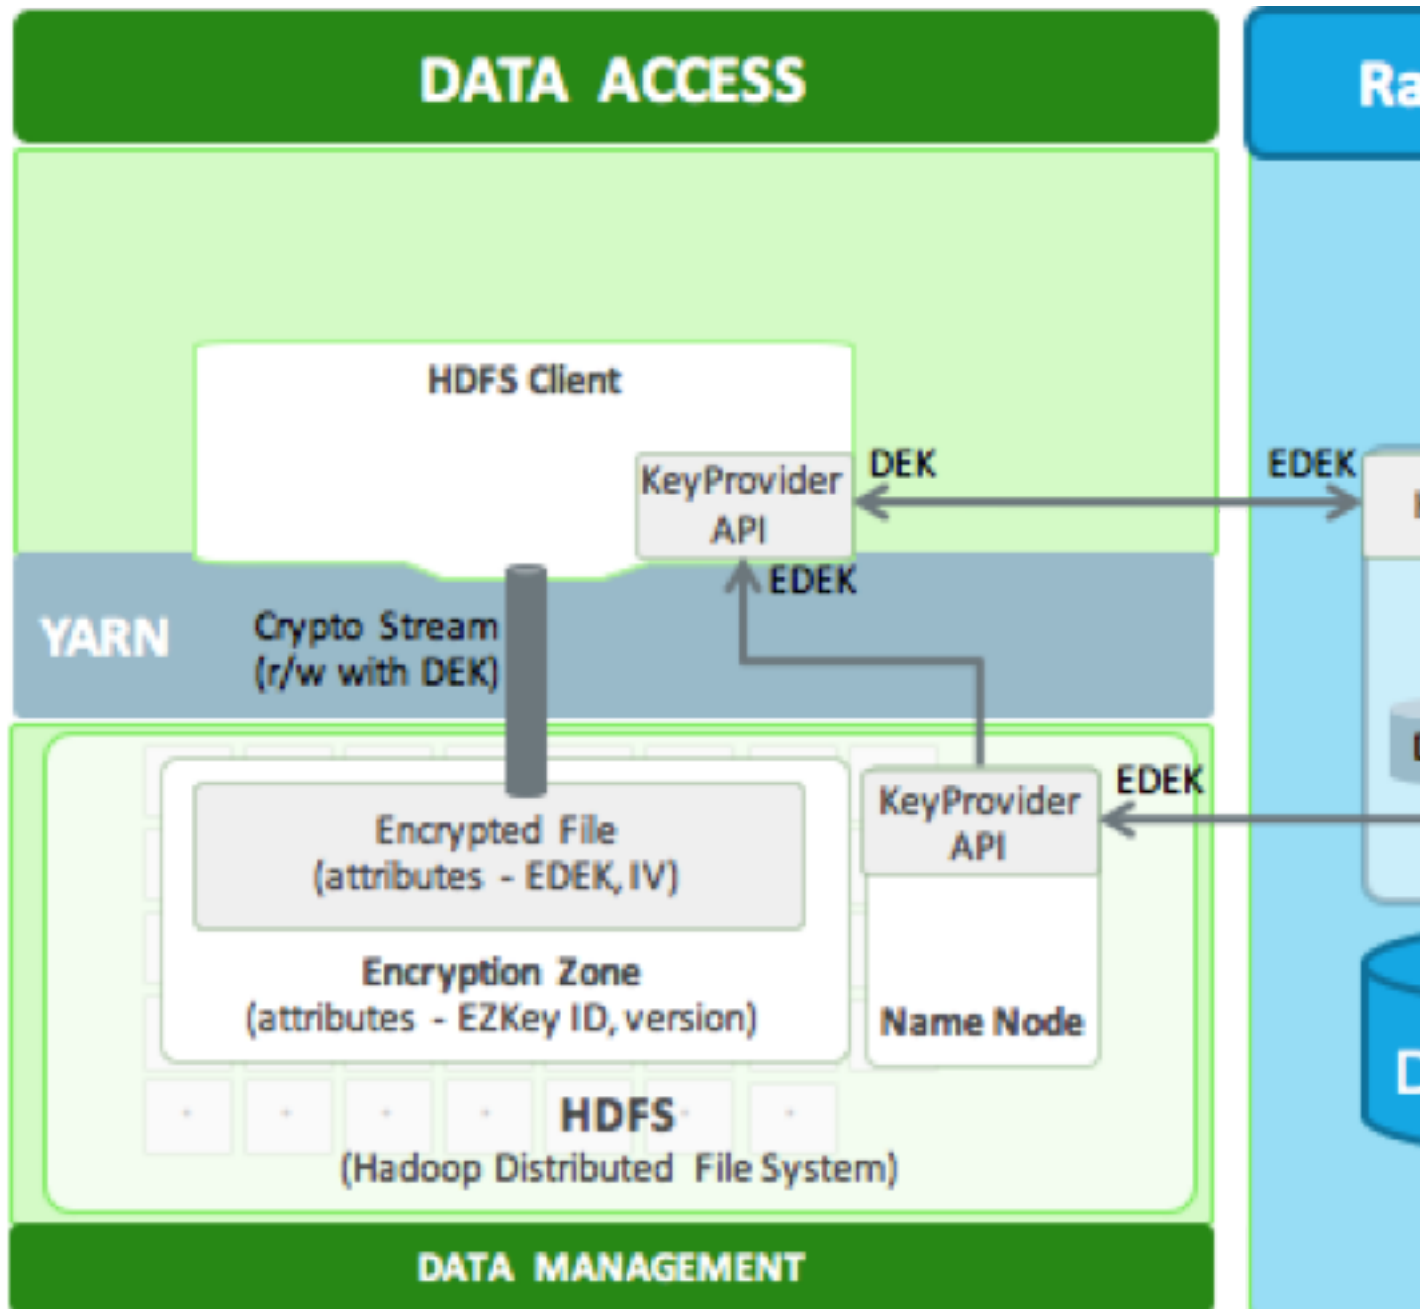 DATA ACCESS
Ra
HDFS Client
KeyProvider
API
DEK
EDEK
EDEK
YARN
Crypto Stream
(r/w with DEK)
KeyProvider
API
EDEK
Encrypted File
(attributes - EDEK, IV)
Encryption Zone
(attributes - EZKey ID, version)
Name Node
HDFS
(Hadoop Distributed File System)
DATA MANAGEMENT